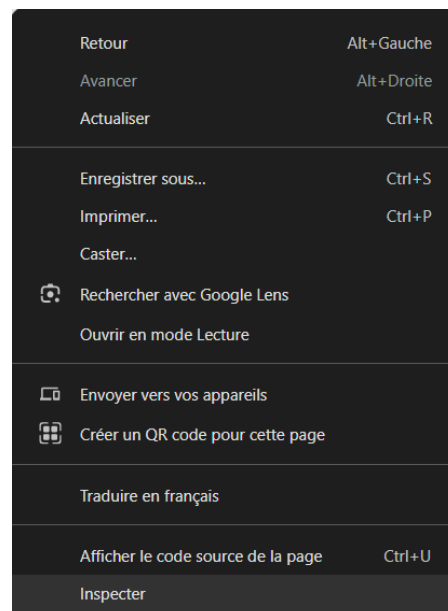 Retour Alt+Gauche
Avancer Alt+Droite
Actualiser Ctrl+R
Enregistrer sous... Ctrl+S
Imprimer... Ctrl+P
Caster...
Rechercher avec Google Lens
Ouvrir en mode Lecture
Envoyer vers vos appareils
Créer un QR code pour cette page
Traduire en français
Afficher le code source de la page Ctrl+U
Inspecter